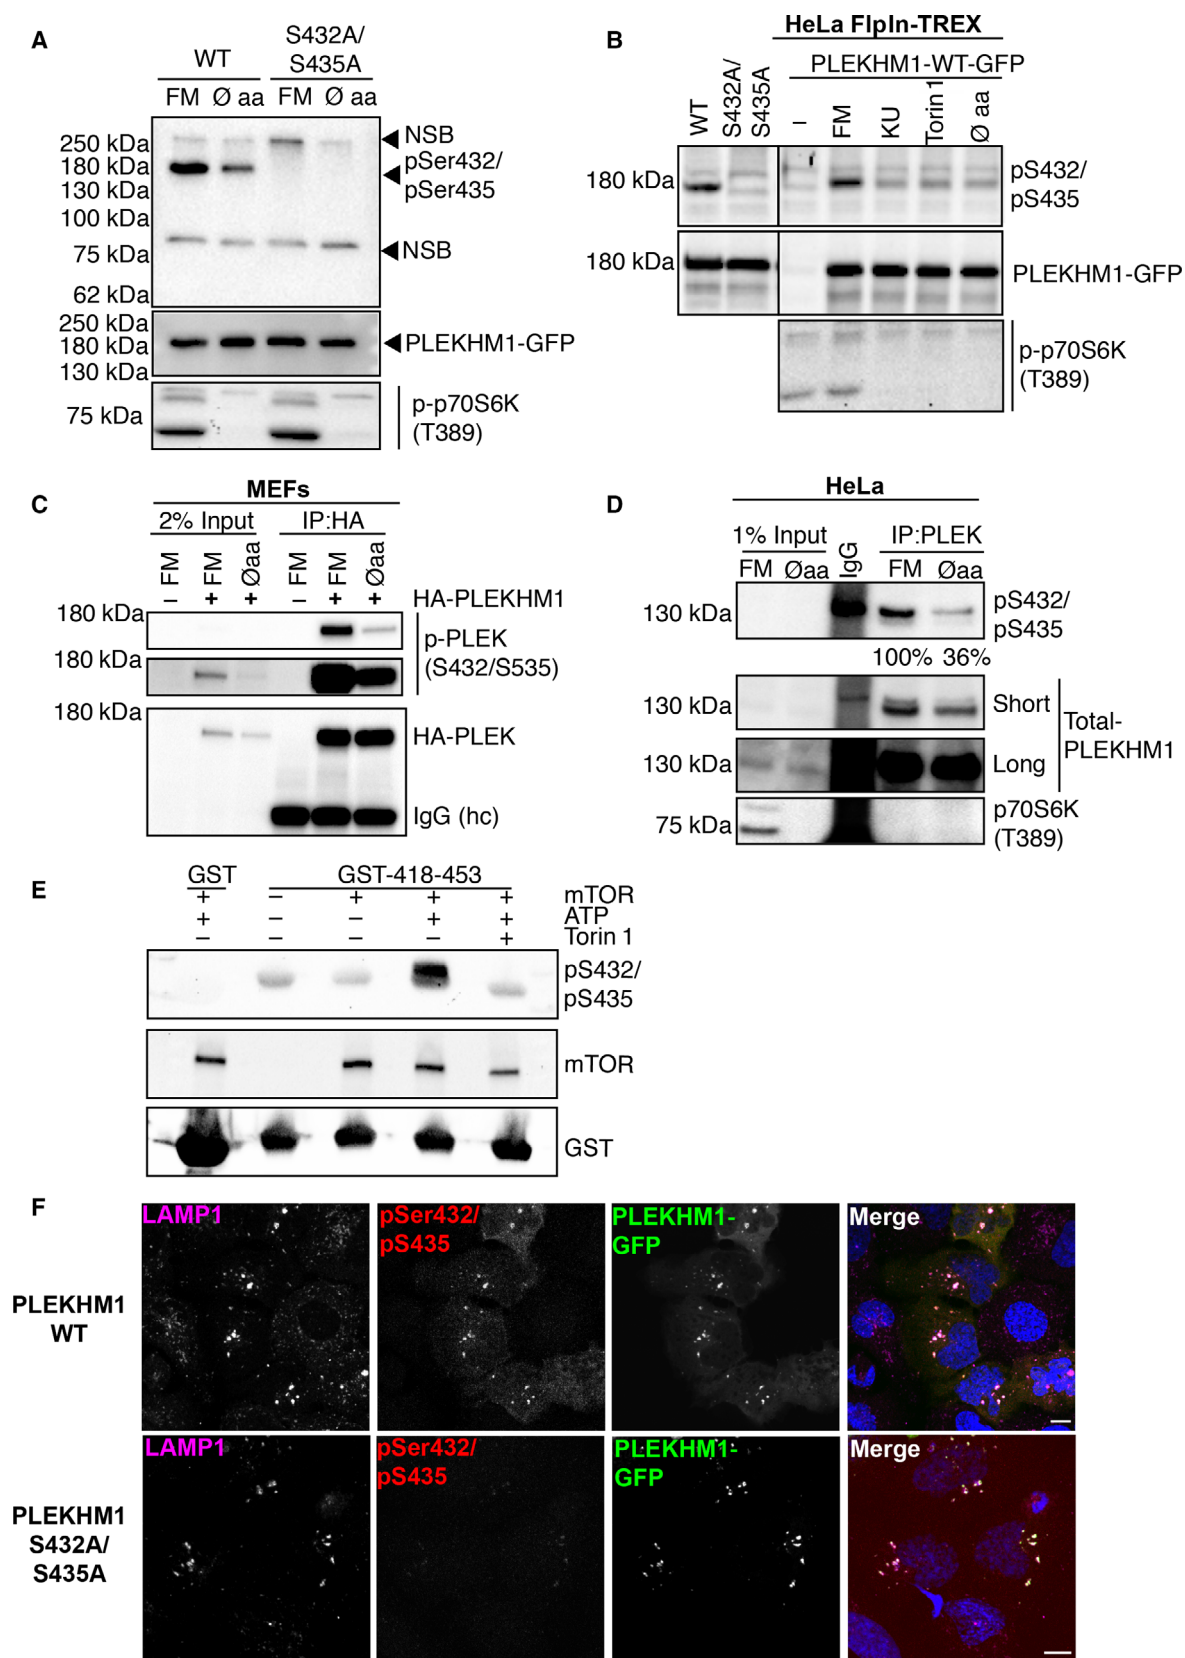 A
WT
S432A/
S435A
FM Ø aa FM Ø aa
250 kDa
180 kDa
130 kDa
100 kDa
75 kDa
62 kDa
NSB
pSer432/
pSer435
NSB
250 kDa
180 kDa
130 kDa
PLEKHM1-GFP
75 kDa
p-p70S6K
(T389)
B
HeLa FlpIn-TREX
PLEKHM1-WT-GFP
WT
S432A/
S435A
–
FM
KU
Torin 1
Ø aa
180 kDa
pS432/
pS435
180 kDa
PLEKHM1-GFP
p-p70S6K
(T389)
C
MEFs
2% Input IP:HA
FM FM Øaa FM FM Øaa
– + + – + + HA-PLEKHM1
180 kDa
180 kDa
p-PLEK
(S432/S535)
180 kDa
HA-PLEK
IgG (hc)
D
HeLa
1% Input IgG IP:PLEK
FM Øaa FM Øaa
130 kDa
pS432/
pS435
100% 36%
130 kDa
Short
130 kDa
Long
Total-
PLEKHM1
75 kDa
p70S6K
(T389)
E
GST GST-418-453
+ – + + + mTOR
+ – – + + ATP
– – – – + Torin 1
pS432/
pS435
mTOR
GST
F
PLEKHM1
WT
LAMP1
pSer432/
pS435
PLEKHM1-
GFP
Merge
PLEKHM1
S432A/
S435A
LAMP1
pSer432/
pS435
PLEKHM1-
GFP
Merge